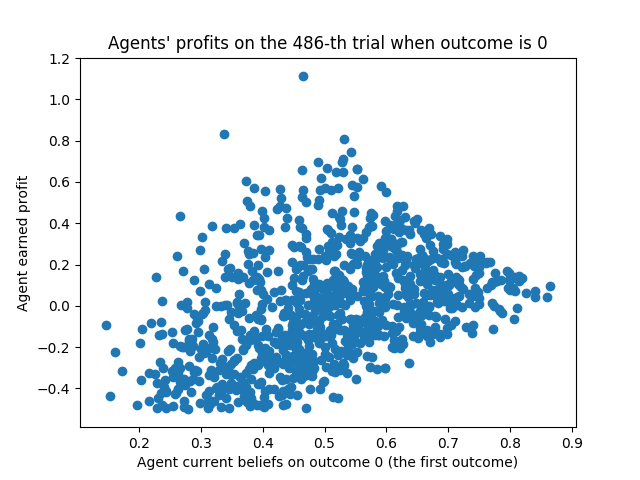 Agents' profits on the 486-th trial when outcome is 0
1.2
1.0
0.8
0.6
0.4
0.2
0.0
−0.2
−0.4
Agent earned profit
0.2 0.3 0.4 0.5 0.6 0.7 0.8 0.9
Agent current beliefs on outcome 0 (the first outcome)